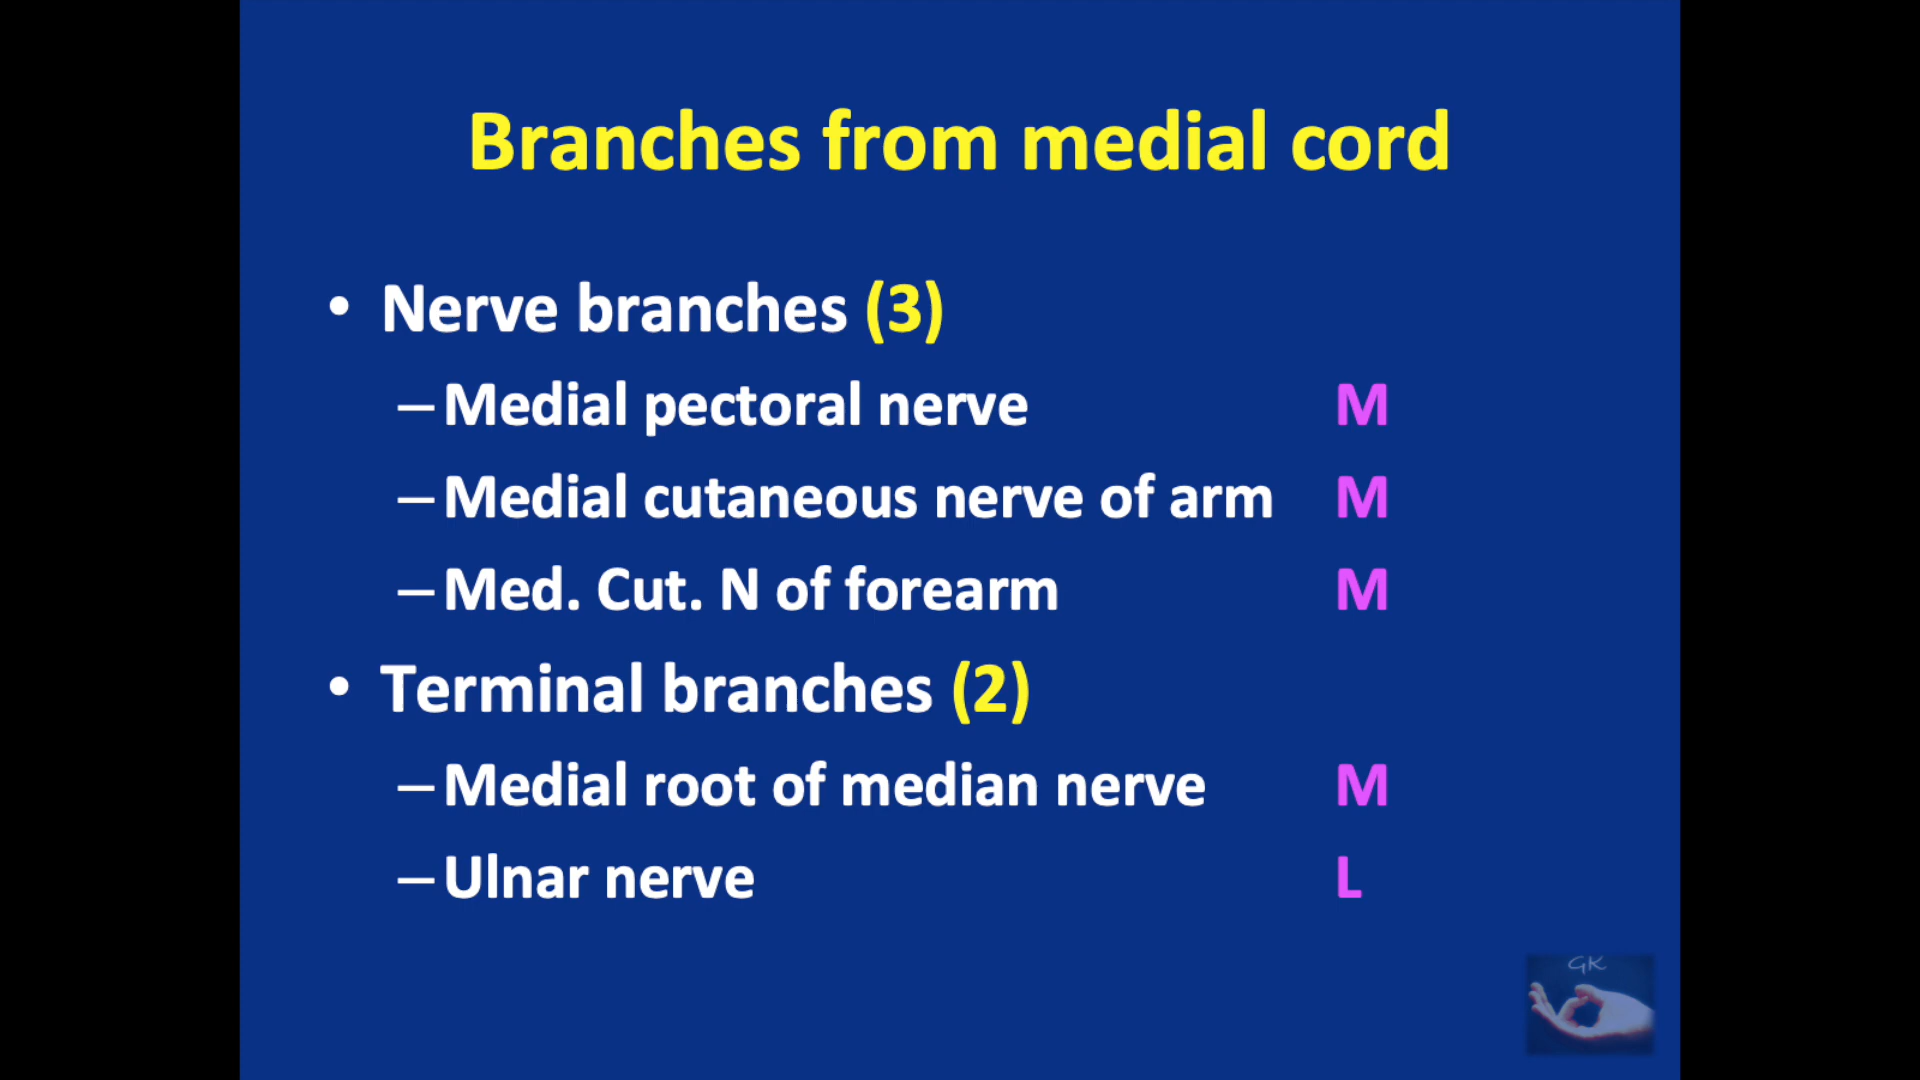 Branches from medial cord
• Nerve branches (3)
– Medial pectoral nerve M
– Medial cutaneous nerve of arm M
– Med. Cut. N of forearm M
• Terminal branches (2)
– Medial root of median nerve M
– Ulnar nerve L
GK